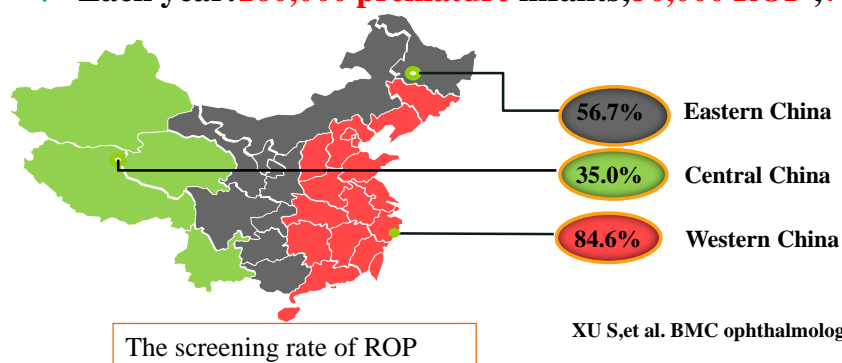 56.7% Eastern China
35.0% Central China
84.6% Western China
XU S,et al. BMC ophthalmolog
The screening rate of ROP